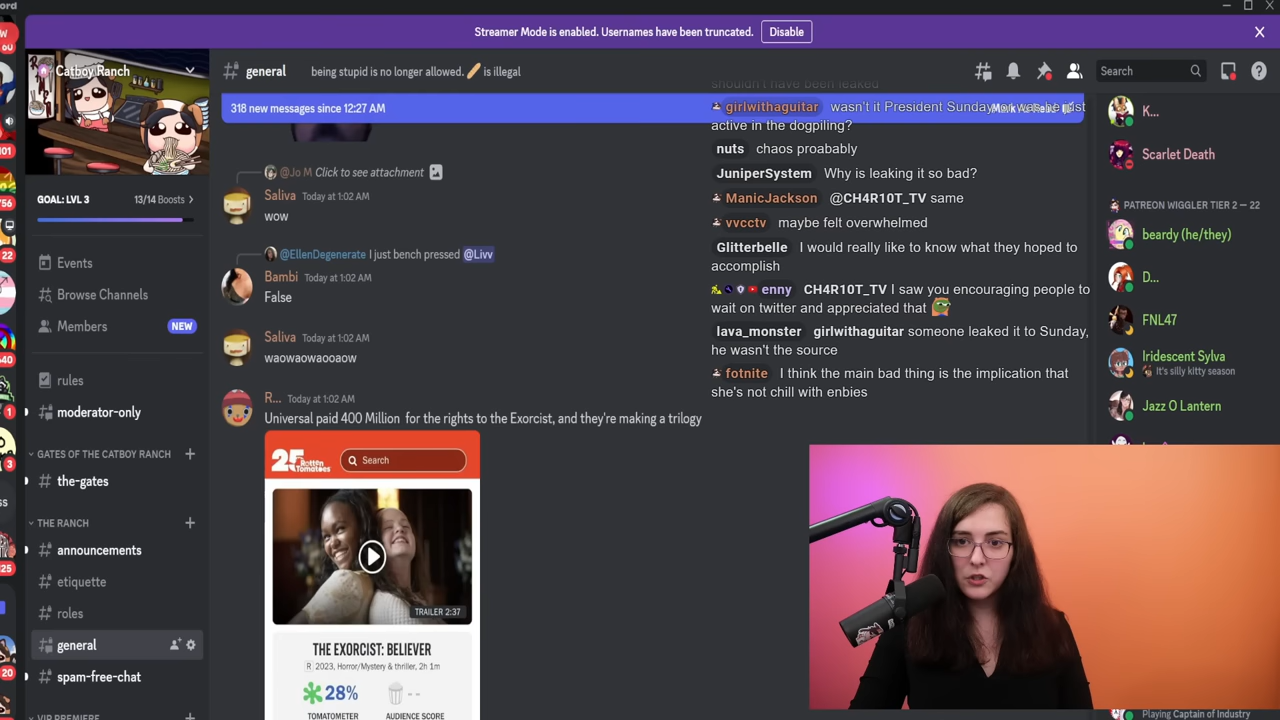 ord
Streamer Mode is enabled. Usernames have been truncated.
Disable
Catboy Ranch
GOAL: LVL 3
13/14 Boosts
Events
Browse Channels
Members
NEW
rules
moderator-only
GATES OF THE CATBOY RANCH
the-gates
THE RANCH
announcements
etiquette
roles
general
spam-free-chat
VIP PREMIERE
general
being stupid is no longer allowed. 🥖 is illegal
Search
318 new messages since 12:27 AM
@Jo M Click to see attachment
Saliva Today at 1:02 AM
wow
@EllenDegenerate I just bench pressed @Livv
Bambi Today at 1:02 AM
False
Saliva Today at 1:02 AM
waowaowaooaow
R... Today at 1:02 AM
Universal paid 400 Million for the rights to the Exorcist, and they're making a trilogy
25 Rotten Tomatoes
Search
TRAILER 2:37
THE EXORCIST: BELIEVER
R 2023, Horror/Mystery & thriller, 2h 1m
28%
- -
TOMATOMETER
AUDIENCE SCORE
shouldn't have been leaked
girlwithaguitar wasn't it President Sunday
active in the dogpiling?
nuts chaos proabably
JuniperSystem Why is leaking it so bad?
ManicJackson @CH4R10T_TV same
vvcctv maybe felt overwhelmed
Glitterbelle I would really like to know what they hoped to
accomplish
enny CH4R10T_TV I saw you encouraging people to
wait on twitter and appreciated that
lava_monster girlwithaguitar someone leaked it to Sunday,
he wasn't the source
fotnite I think the main bad thing is the implication that
she's not chill with enbies
K...
Scarlet Death
PATREON WIGGLER TIER 2 — 22
beardy (he/they)
D...
FNL47
Iridescent Sylva
It's silly kitty season
Jazz O Lantern
Playing Captain of Industry